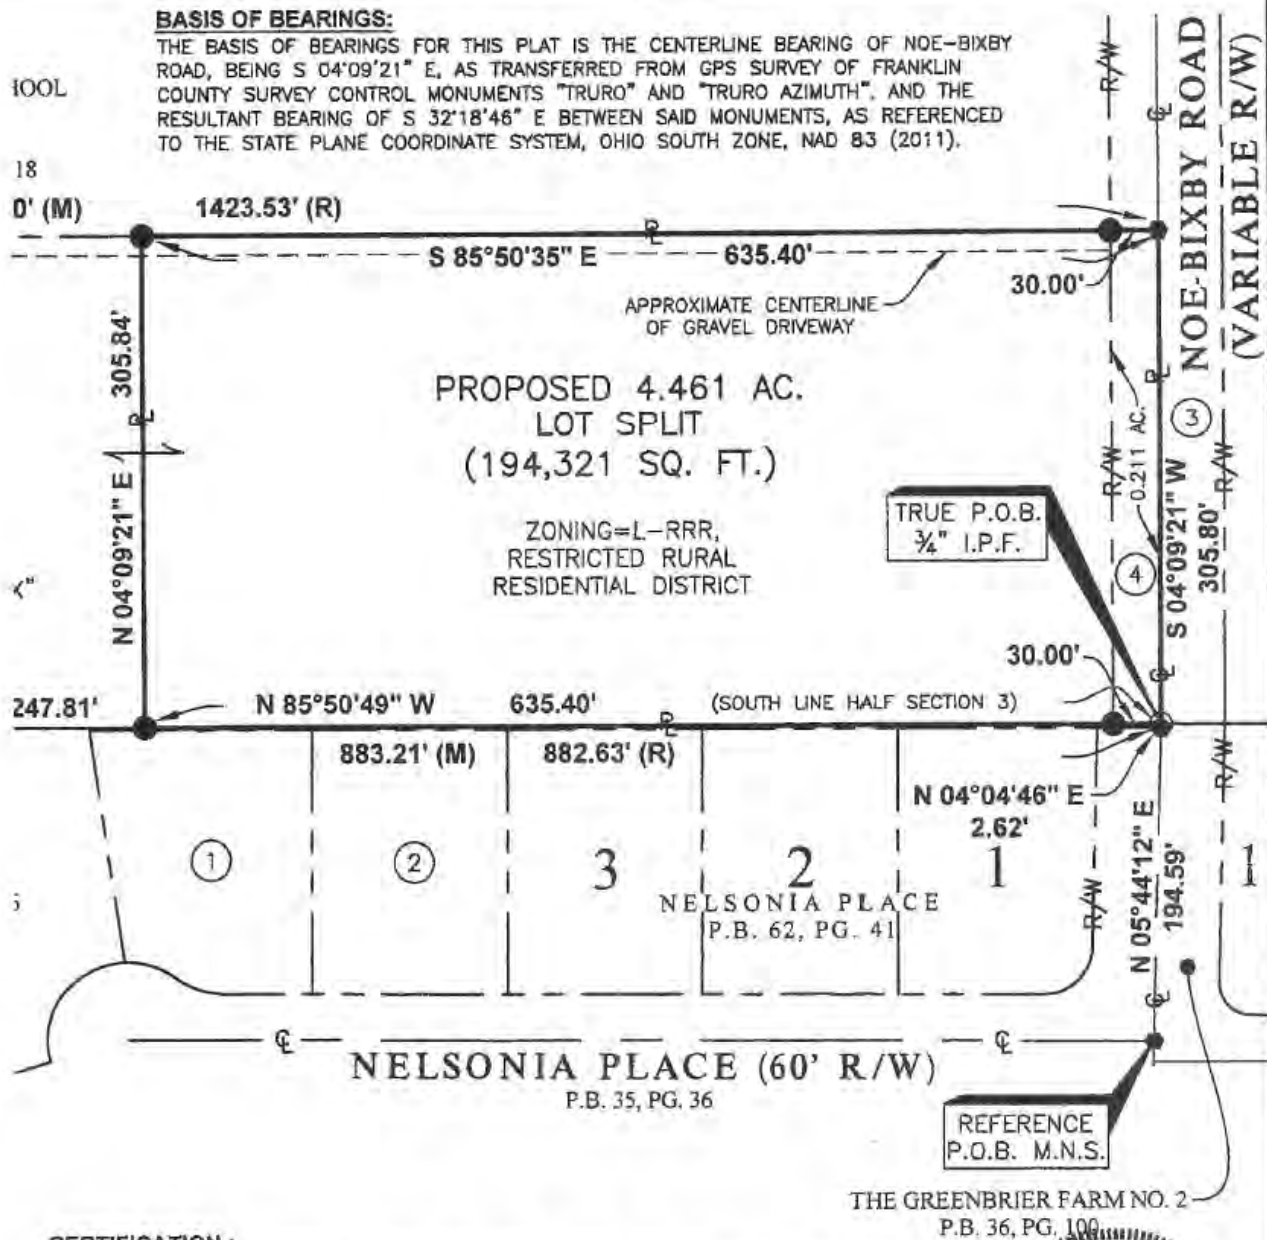 BASIS OF BEARINGS:
THE BASIS OF BEARINGS FOR THIS PLAT IS THE CENTERLINE BEARING OF NOE-BIXBY
ROAD, BEING S 04°09'21" E, AS TRANSFERRED FROM GPS SURVEY OF FRANKLIN
COUNTY SURVEY CONTROL MONUMENTS "TRURO" AND "TRURO AZIMUTH", AND THE
RESULTANT BEARING OF S 32°18'46" E BETWEEN SAID MONUMENTS, AS REFERENCED
TO THE STATE PLANE COORDINATE SYSTEM, OHIO SOUTH ZONE, NAD 83 (2011).
18
0' (M)
1423.53' (R)
S 85°50'35" E
635.40'
30.00'
APPROXIMATE CENTERLINE
OF GRAVEL DRIVEWAY
R/W
NOE-BIXBY ROAD
(VARIABLE R/W)
N 04°09'21" E 305.84'
PROPOSED 4.461 AC.
LOT SPLIT
(194,321 SQ. FT.)
ZONING=L-RRR,
RESTRICTED RURAL
RESIDENTIAL DISTRICT
TRUE P.O.B.
¾" I.P.F.
R/W
0.211 AC.
3
4
S 04°09'21" W
305.80'
R/W
30.00'
247.81'
N 85°50'49" W
635.40'
(SOUTH LINE HALF SECTION 3)
883.21' (M)
882.63' (R)
N 04°04'46" E
2.62'
R/W
1
2
3
2
1
1
NELSONIA PLACE
P.B. 62, PG. 41
R/W
N 05°44'12" E
194.59'
NELSONIA PLACE (60' R/W)
P.B. 35, PG. 36
REFERENCE
P.O.B. M.N.S.
THE GREENBRIER FARM NO. 2
P.B. 36, PG. 100